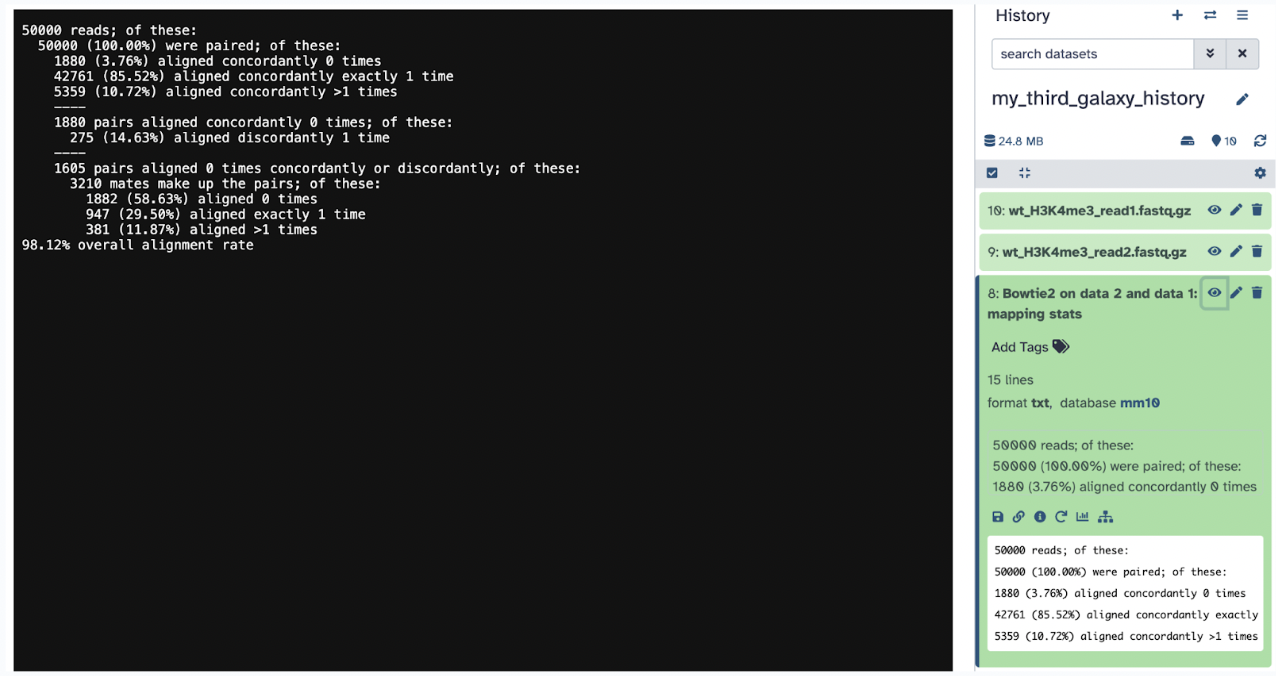 50000 reads; of these:
50000 (100.00%) were paired; of these:
1880 (3.76%) aligned concordantly 0 times
42761 (85.52%) aligned concordantly exactly 1 time
5359 (10.72%) aligned concordantly >1 times
----
1880 pairs aligned concordantly 0 times; of these:
275 (14.63%) aligned discordantly 1 time
----
1605 pairs aligned 0 times concordantly or discordantly; of these:
3210 mates make up the pairs; of these:
1882 (58.63%) aligned 0 times
947 (29.50%) aligned exactly 1 time
381 (11.87%) aligned >1 times
98.12% overall alignment rate
History
search datasets
my_third_galaxy_history
24.8 MB
10
10: wt_H3K4me3_read1.fastq.gz
9: wt_H3K4me3_read2.fastq.gz
8: Bowtie2 on data 2 and data 1:
mapping stats
Add Tags
15 lines
format txt, database mm10
50000 reads; of these:
50000 (100.00%) were paired; of these:
1880 (3.76%) aligned concordantly 0 times
50000 reads; of these:
50000 (100.00%) were paired; of these:
1880 (3.76%) aligned concordantly 0 times
42761 (85.52%) aligned concordantly exactly
5359 (10.72%) aligned concordantly >1 times